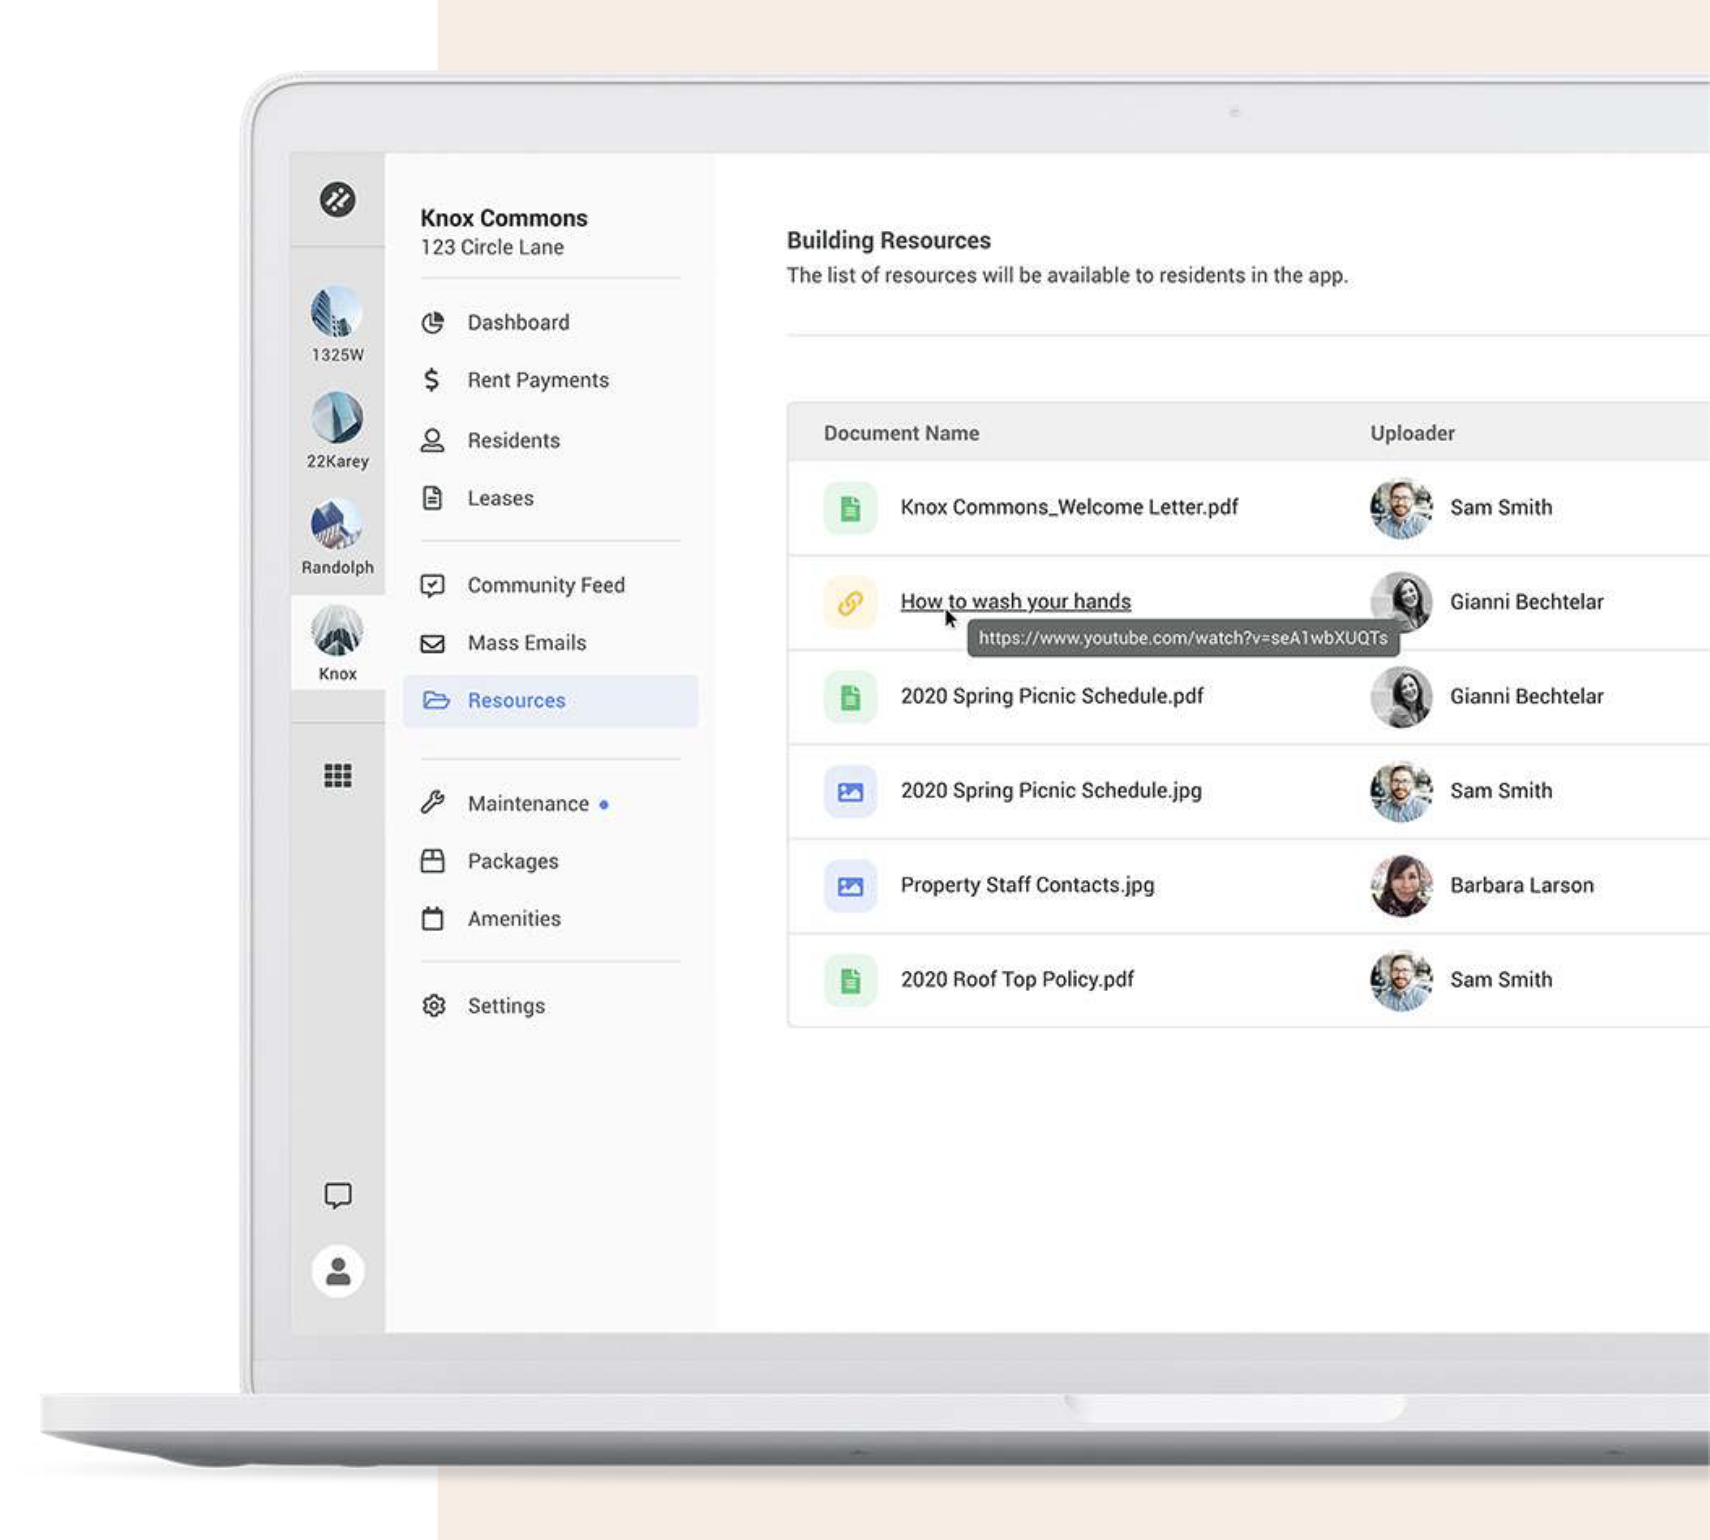 Knox Commons
123 Circle Lane
1325W
22Karey
Randolph
Knox
Dashboard
Rent Payments
Residents
Leases
Community Feed
Mass Emails
Resources
Maintenance
Packages
Amenities
Settings
Building Resources
The list of resources will be available to residents in the app.
Document Name Uploader
Knox Commons_Welcome Letter.pdf Sam Smith
How to wash your hands Gianni Bechtelar
https://www.youtube.com/watch?v=seA1wbXUQTs
2020 Spring Picnic Schedule.pdf Gianni Bechtelar
2020 Spring Picnic Schedule.jpg Sam Smith
Property Staff Contacts.jpg Barbara Larson
2020 Roof Top Policy.pdf Sam Smith